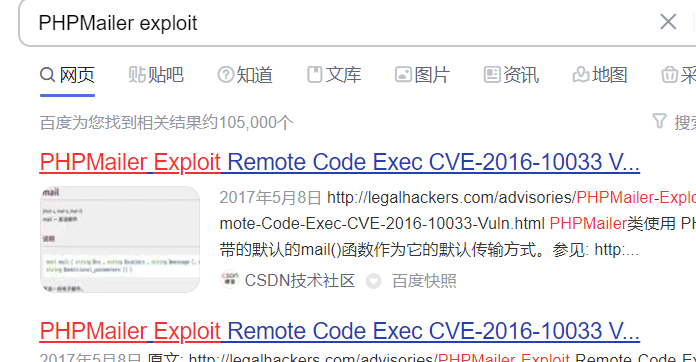 PHPMailer exploit
网页 贴吧 知道 文库 图片 资讯 地图 采
百度为您找到相关结果约105,000个 搜索
PHPMailer Exploit Remote Code Exec CVE-2016-10033 V...
2017年5月8日 http://legalhackers.com/advisories/PHPMailer-Explo
mote-Code-Exec-CVE-2016-10033-Vuln.html PHPMailer类使用 PH
带的默认的mail()函数作为它的默认传输方式。参见: http:...
CSDN技术社区 百度快照
PHPMailer Exploit Remote Code Exec CVE-2016-10033 V...
2017年5月8日 原文: http://legalhackers.com/advisories/PHPMailer-Exploit-Remote-Code-Ex